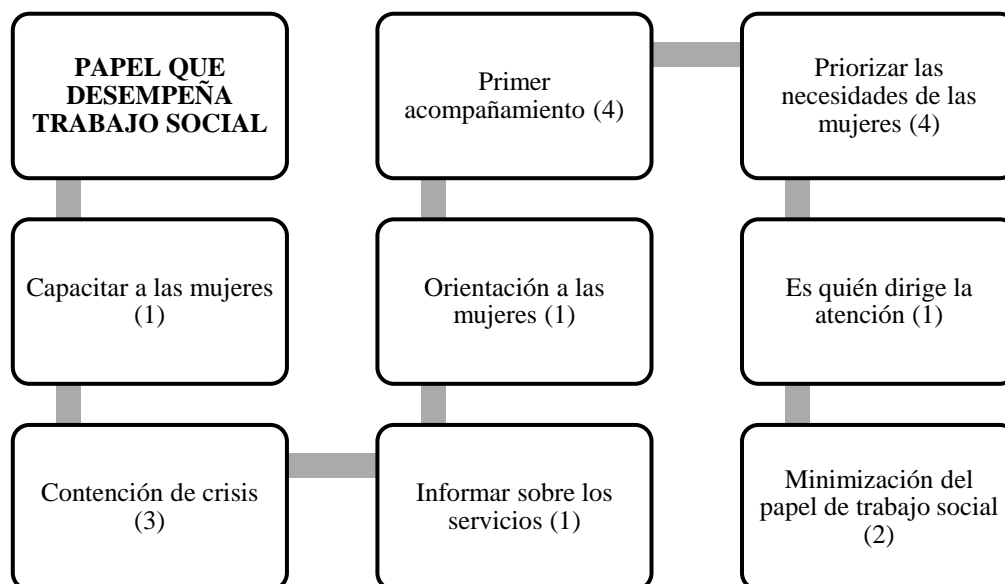 PAPEL QUE
DESEMPEÑA
TRABAJO SOCIAL
Capacitar a las mujeres
(1)
Contención de crisis
(3)
Informar sobre los
servicios (1)
Orientación a las
mujeres (1)
Primer
acompañamiento (4)
Priorizar las
necesidades de las
mujeres (4)
Es quién dirige la
atención (1)
Minimización del
papel de trabajo social
(2)